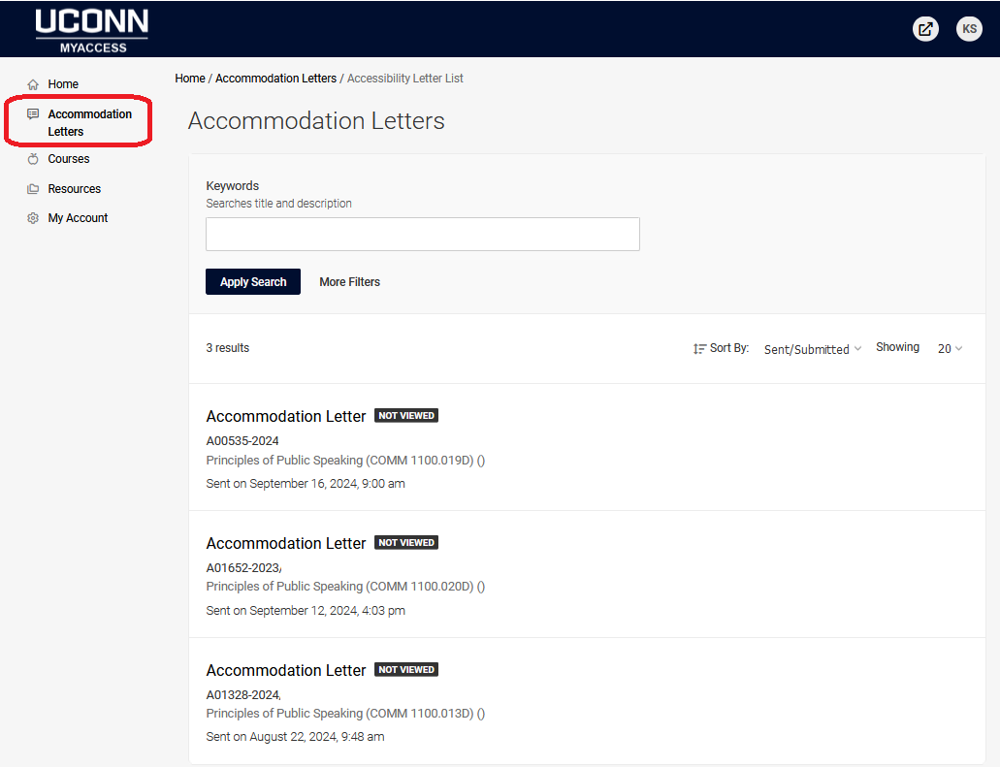 UCONN
MYACCESS
KS
Home
Accommodation
Letters
Courses
Resources
My Account
Home / Accommodation Letters / Accessibility Letter List
Accommodation Letters
Keywords
Searches title and description
Apply Search
More Filters
3 results
Sort By: Sent/Submitted
Showing 20
Accommodation Letter NOT VIEWED
A00535-2024
Principles of Public Speaking (COMM 1100.019D) ()
Sent on September 16, 2024, 9:00 am
Accommodation Letter NOT VIEWED
A01652-2023,
Principles of Public Speaking (COMM 1100.020D) ()
Sent on September 12, 2024, 4:03 pm
Accommodation Letter NOT VIEWED
A01328-2024,
Principles of Public Speaking (COMM 1100.013D) ()
Sent on August 22, 2024, 9:48 am